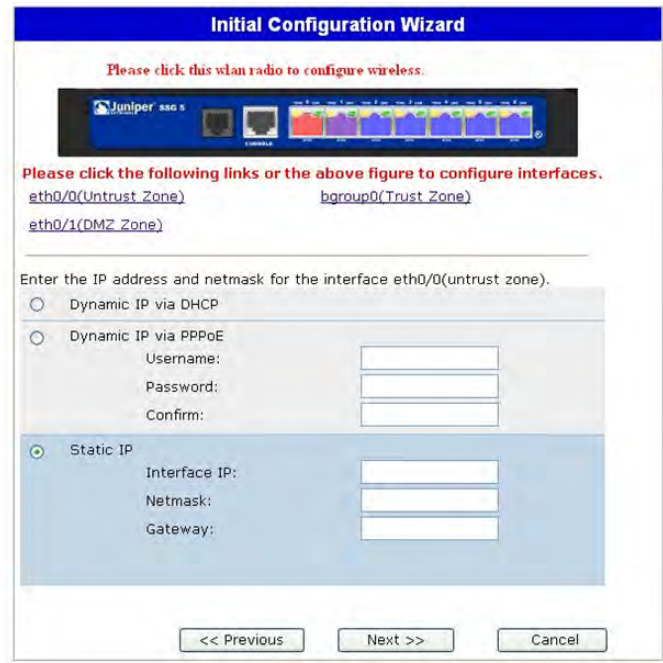 Initial Configuration Wizard
Please click this wlan radio to configure wireless.
Juniper SSG 5
CONSOLE
Please click the following links or the above figure to configure interfaces.
eth0/0(Untrust Zone) bgroup0(Trust Zone)
eth0/1(DMZ Zone)
Enter the IP address and netmask for the interface eth0/0(untrust zone).
Dynamic IP via DHCP
Dynamic IP via PPPoE
Username:
Password:
Confirm:
Static IP
Interface IP:
Netmask:
Gateway:
<< Previous Next >> Cancel